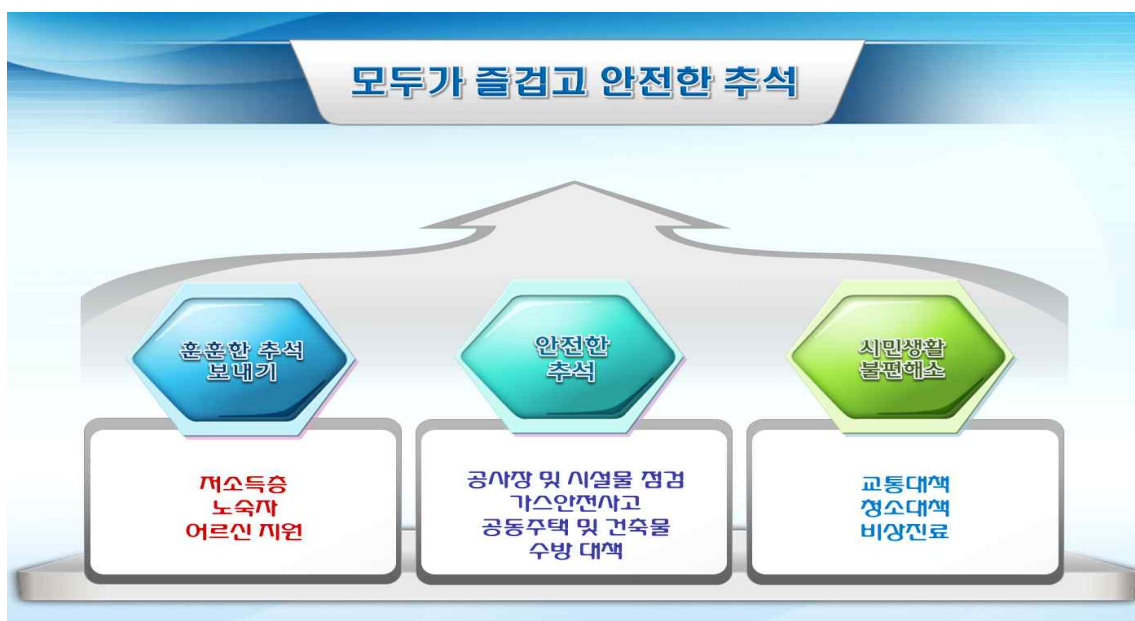 모두가 즐겁고 안전한 추석
훈훈한 추석
보내기
저소득층
노숙자
어르신 지원
안전한
추석
공사장 및 시설물 점검
가스안전사고
공동주택 및 건축물
수방 대책
시민생활
불편해소
교통대책
청소대책
비상진료